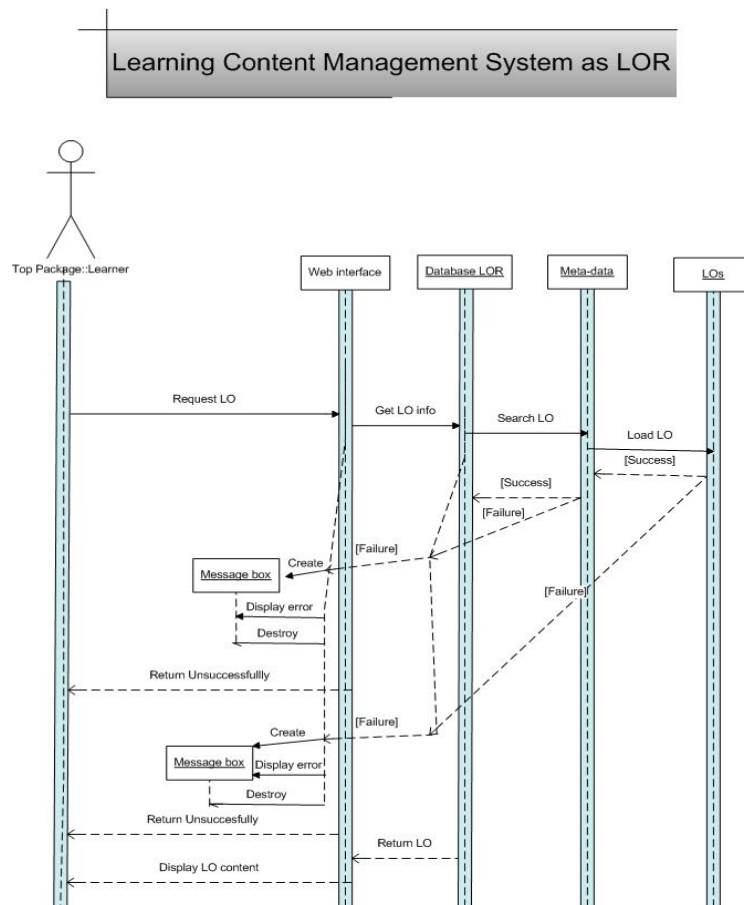 Learning Content Management System as LOR
Top Package::Learner
Web interface
Database LOR
Meta-data
LOs
Request LO
Get LO info
Search LO
Load LO
[Success]
[Success]
[Failure]
[Failure]
Create
Message box
[Failure]
Display error
Destroy
Return Unsuccessfullly
[Failure]
Create
Message box
Display error
Destroy
Return Unsuccesfully
Return LO
Display LO content